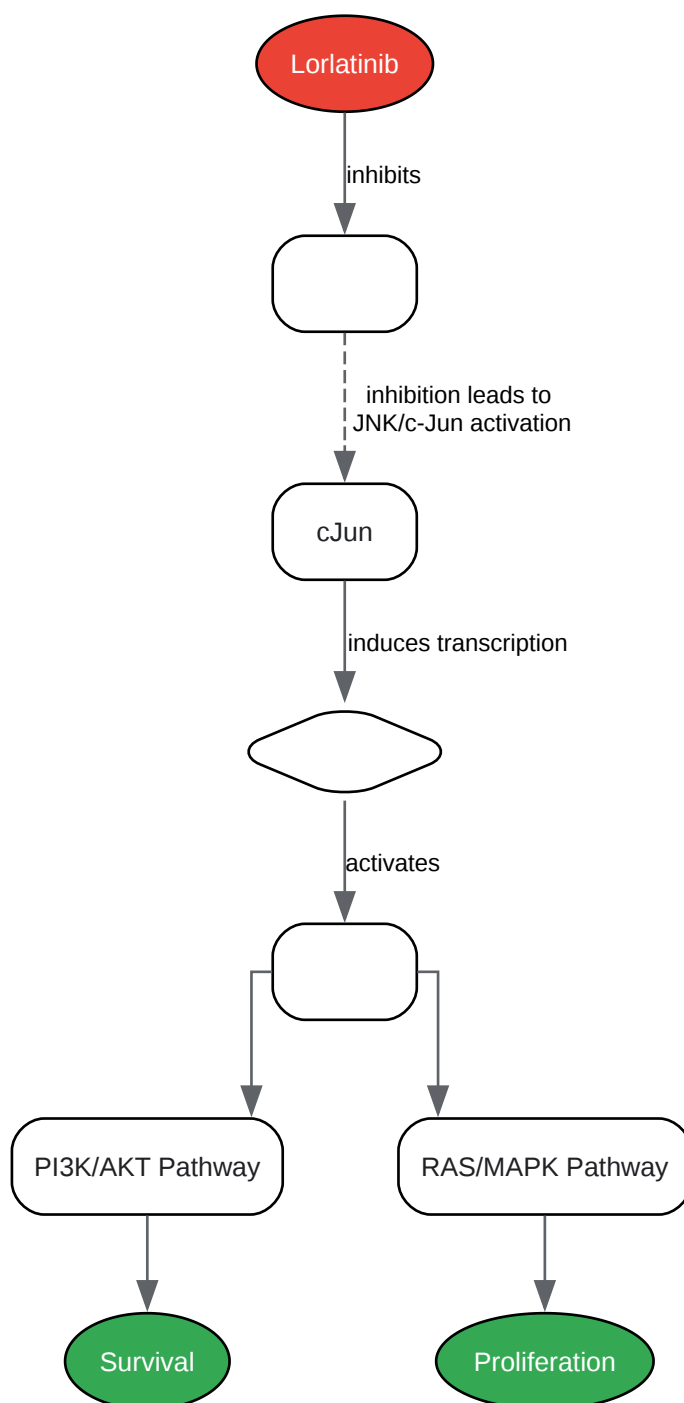 Lorlatinib
inhibits
inhibition leads to
JNK/c-Jun activation
cJun
induces transcription
activates
PI3K/AKT Pathway
RAS/MAPK Pathway
Survival
Proliferation